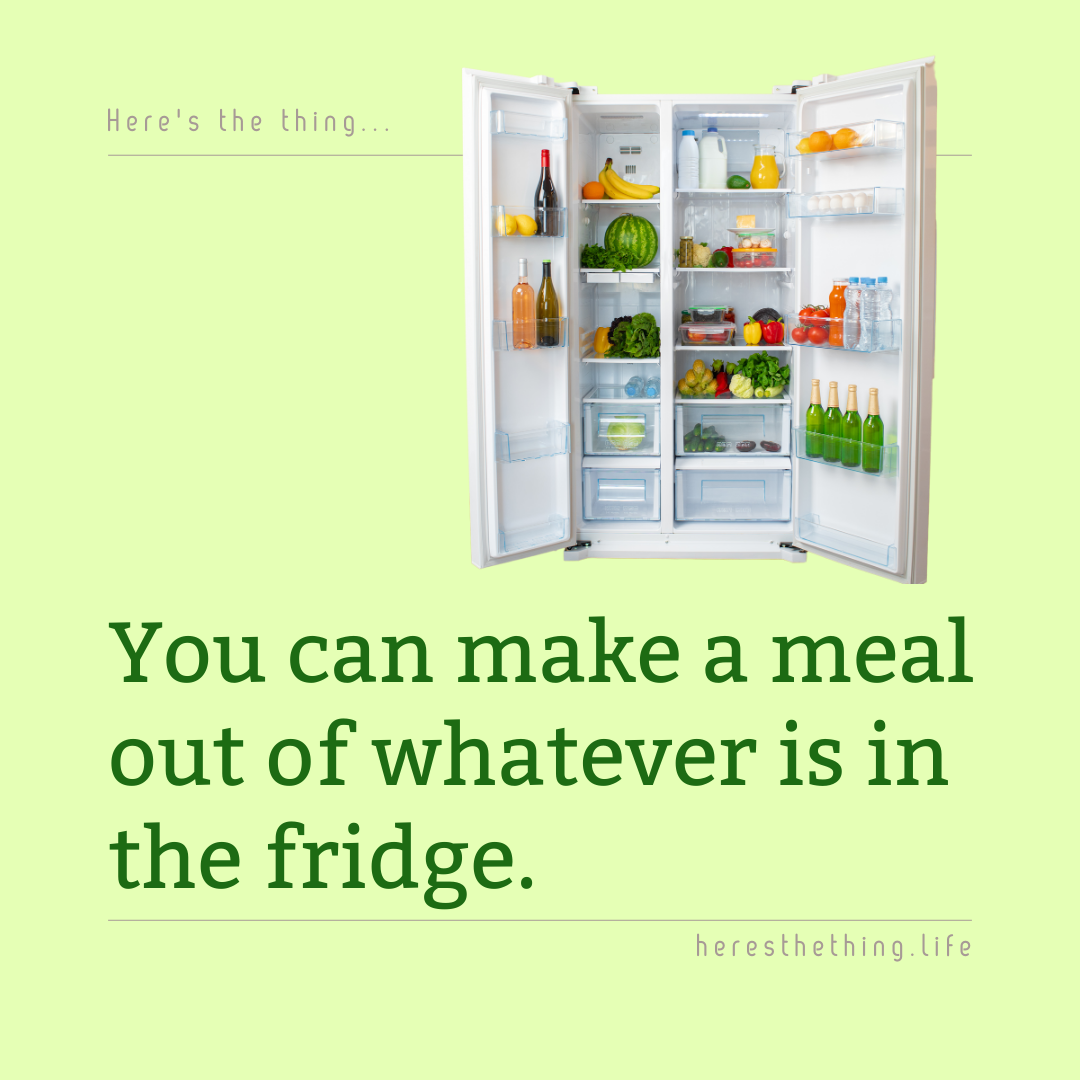 Here's the thing...
You can make a meal
out of whatever is in
the fridge.
heresthething.life